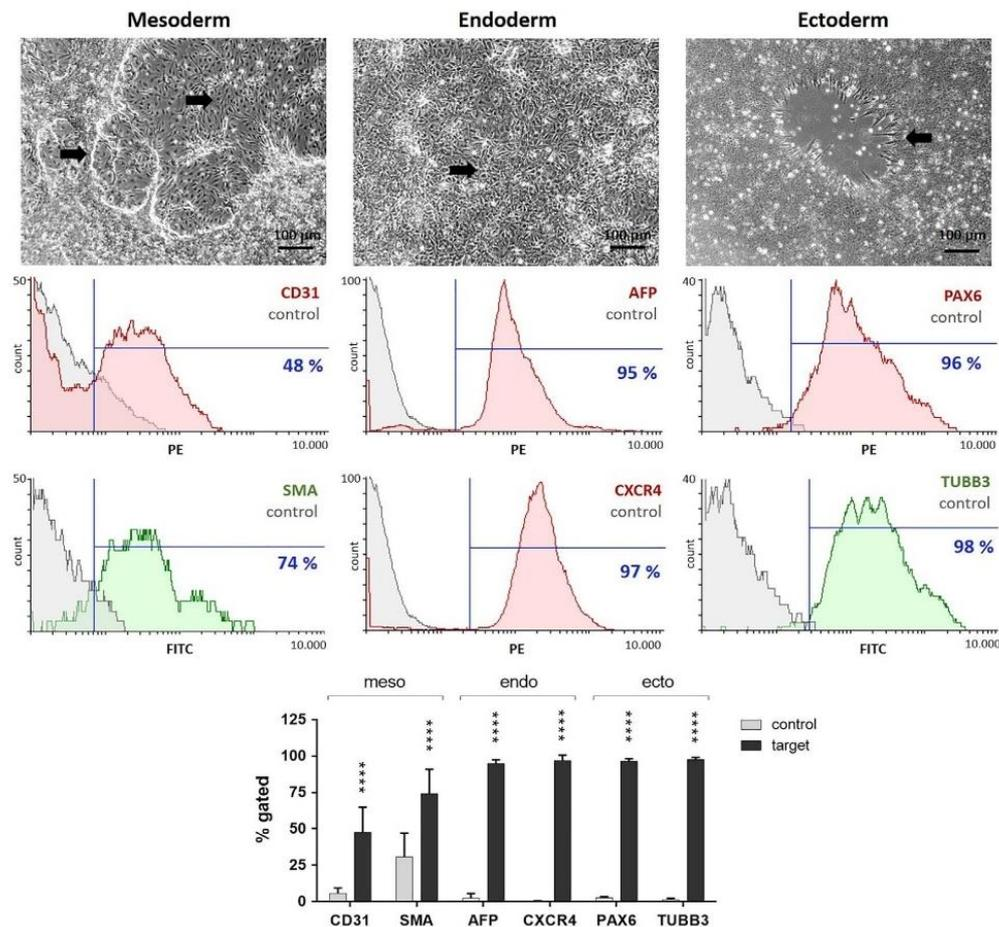 Mesoderm
Endoderm
Ectoderm
100 µm
100 µm
100 µm
50
CD31
control
48 %
count
PE
10.000
100
AFP
control
95 %
count
PE
10.000
40
PAX6
control
96 %
count
PE
10.000
50
SMA
control
74 %
count
FITC
10.000
100
CXCR4
control
97 %
count
PE
10.000
40
TUBB3
control
98 %
count
FITC
10.000
meso
endo
ecto
% gated
125
100
75
50
25
0
****
****
****
****
****
****
CD31
SMA
AFP
CXCR4
PAX6
TUBB3
control
target